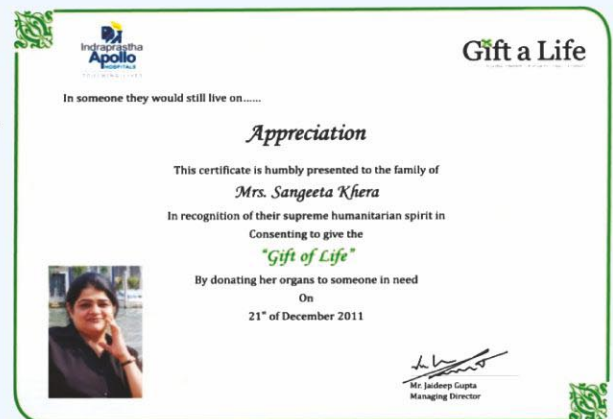 Indraprastha
Apollo
HOSPITALS
TOUCHING LIVES
Gift a Life
In someone they would still live on......
Appreciation
This certificate is humbly presented to the family of
Mrs. Sangeeta Khera
In recognition of their supreme humanitarian spirit in
Consenting to give the
"Gift of Life"
By donating her organs to someone in need
On
21st of December 2011
Mr. Jaideep Gupta
Managing Director